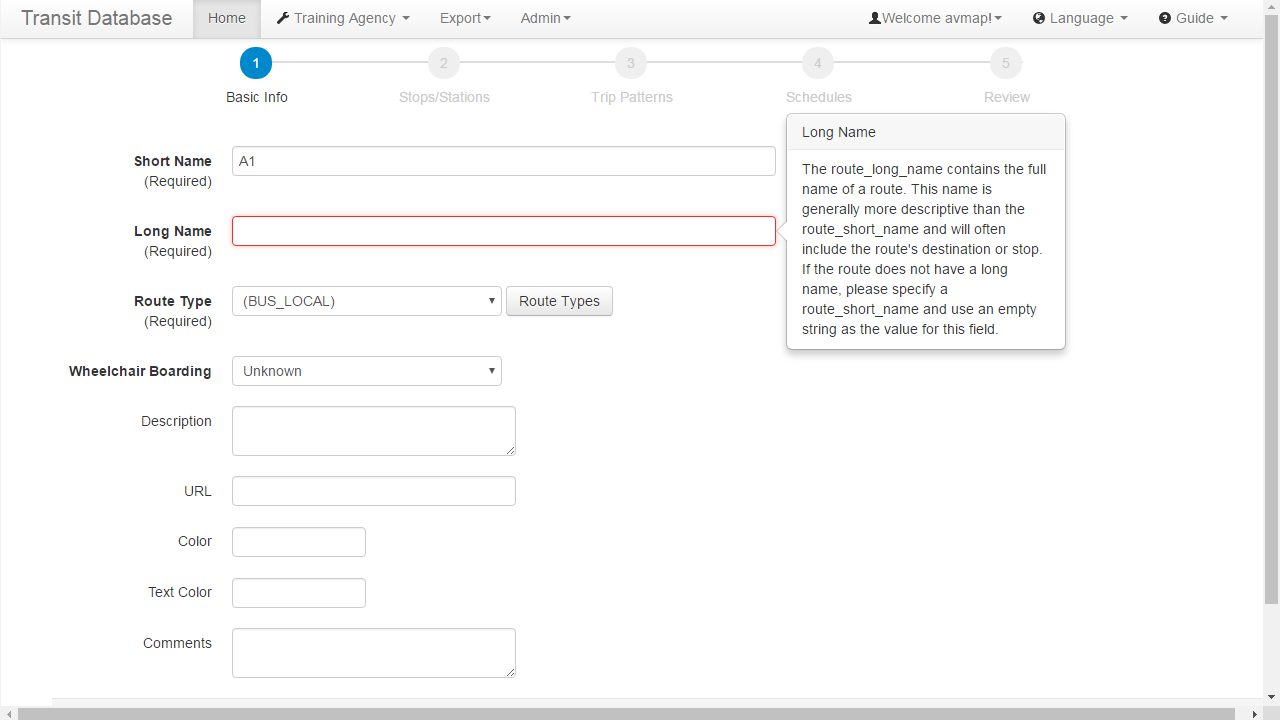 Transit Database Home Training Agency Export Admin Welcome avmap! Language Guide
1 2 3 4 5
Basic Info Stops/Stations Trip Patterns Schedules Review
Short Name
(Required)
A1
Long Name
(Required)
Long Name
The route_long_name contains the full
name of a route. This name is
generally more descriptive than the
route_short_name and will often
include the route's destination or stop.
If the route does not have a long
name, please specify a
route_short_name and use an empty
string as the value for this field.
Route Type
(Required)
(BUS_LOCAL)
Route Types
Wheelchair Boarding
Unknown
Description
URL
Color
Text Color
Comments